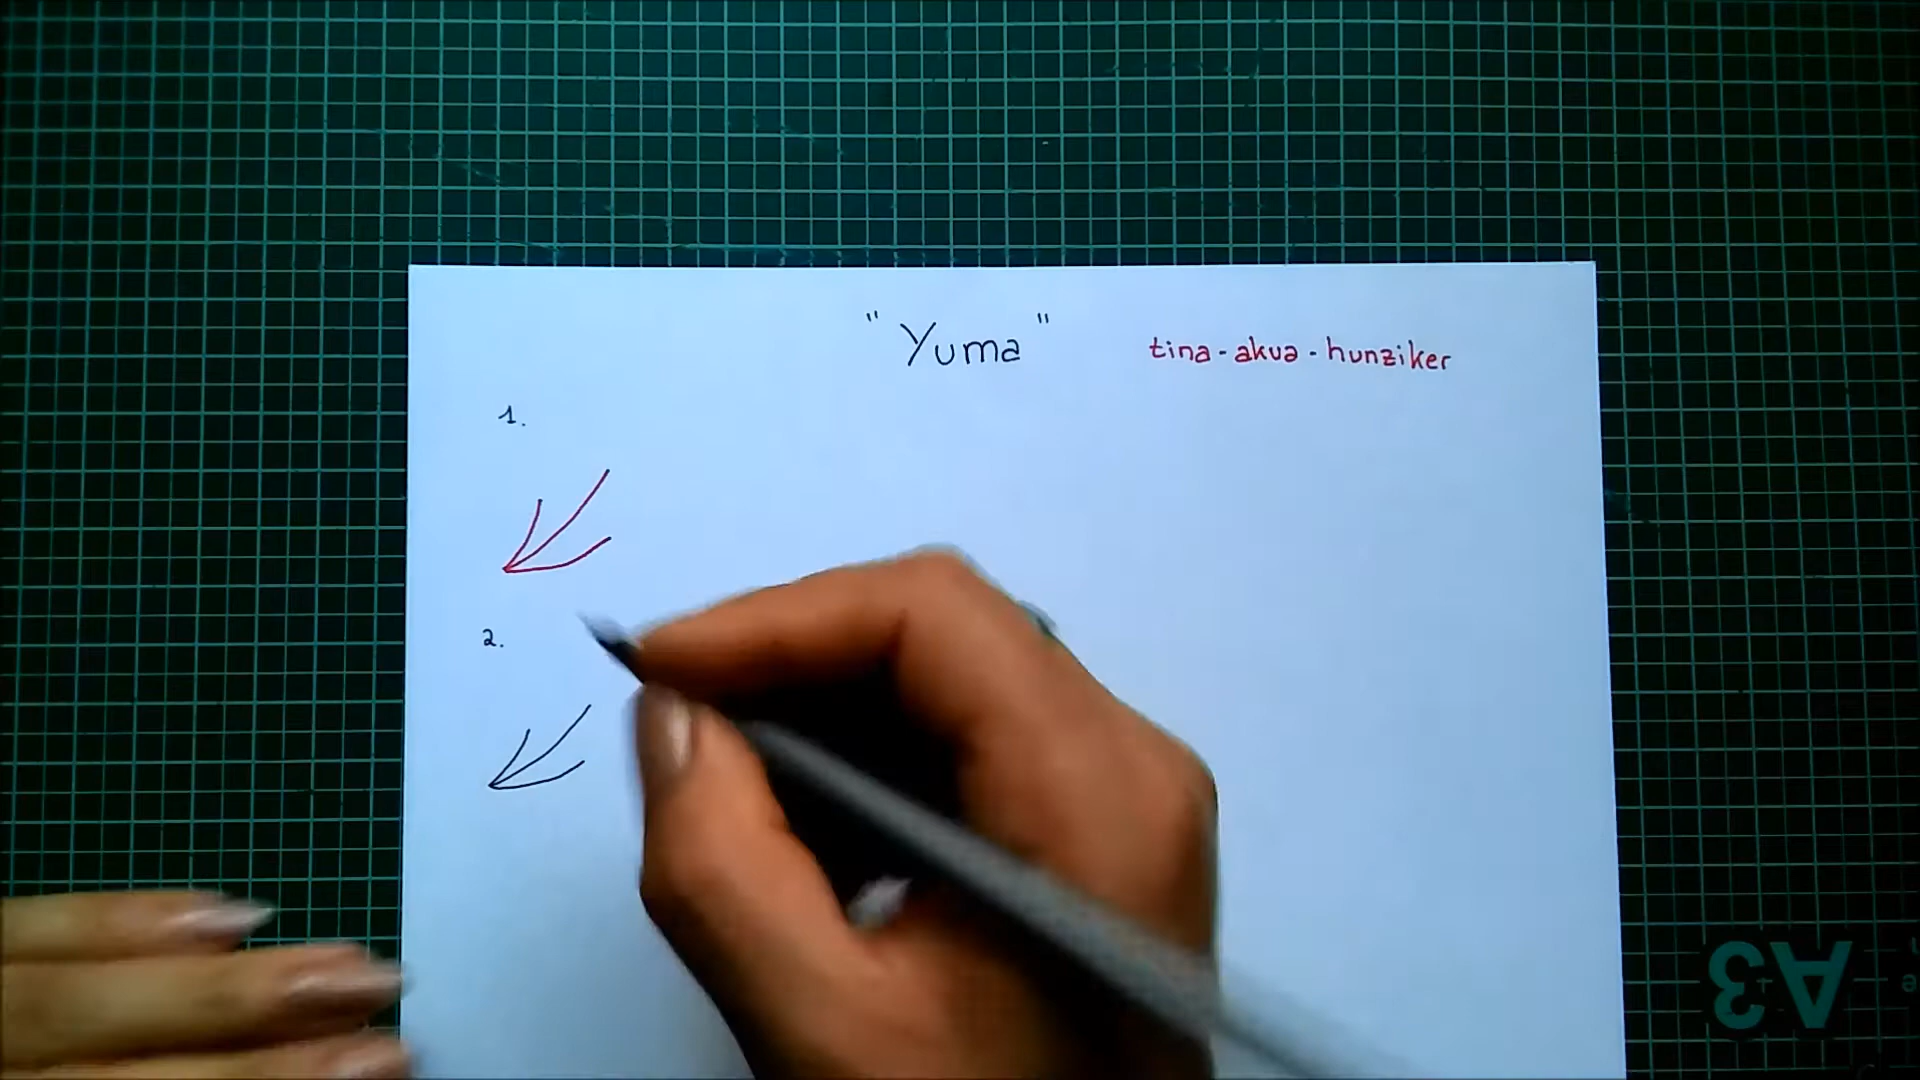 " Yuma "
tina - akua - hunziker
1.
2.
A3